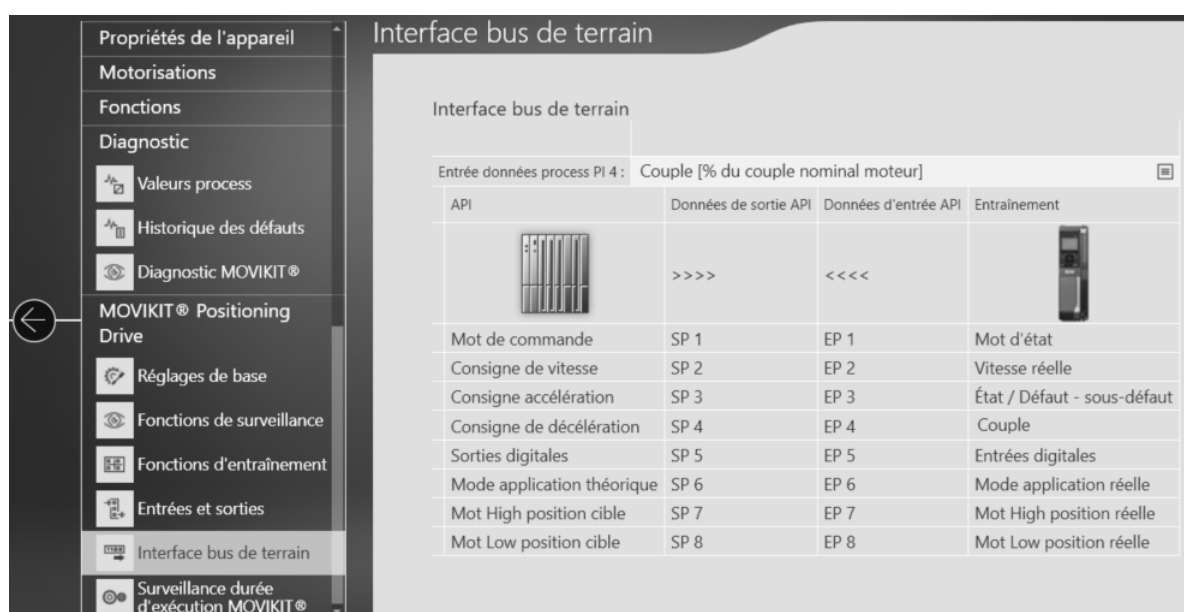 Interface bus de terrain
Propriétés de l'appareil
Motorisations
Fonctions
Diagnostic
Valeurs process
Historique des défauts
Diagnostic MOVIKIT®
MOVIKIT® Positioning
Drive
Réglages de base
Fonctions de surveillance
Fonctions d'entraînement
Entrées et sorties
Interface bus de terrain
Surveillance durée
d'exécution MOVIKIT®
Interface bus de terrain
Entrée données process PI 4 : Couple [% du couple nominal moteur]
API Données de sortie API Données d'entrée API Entraînement
>>>> <<<<
Mot de commande SP 1 EP 1 Mot d'état
Consigne de vitesse SP 2 EP 2 Vitesse réelle
Consigne accélération SP 3 EP 3 État / Défaut - sous-défaut
Consigne de décélération SP 4 EP 4 Couple
Sorties digitales SP 5 EP 5 Entrées digitales
Mode application théorique SP 6 EP 6 Mode application réelle
Mot High position cible SP 7 EP 7 Mot High position réelle
Mot Low position cible SP 8 EP 8 Mot Low position réelle